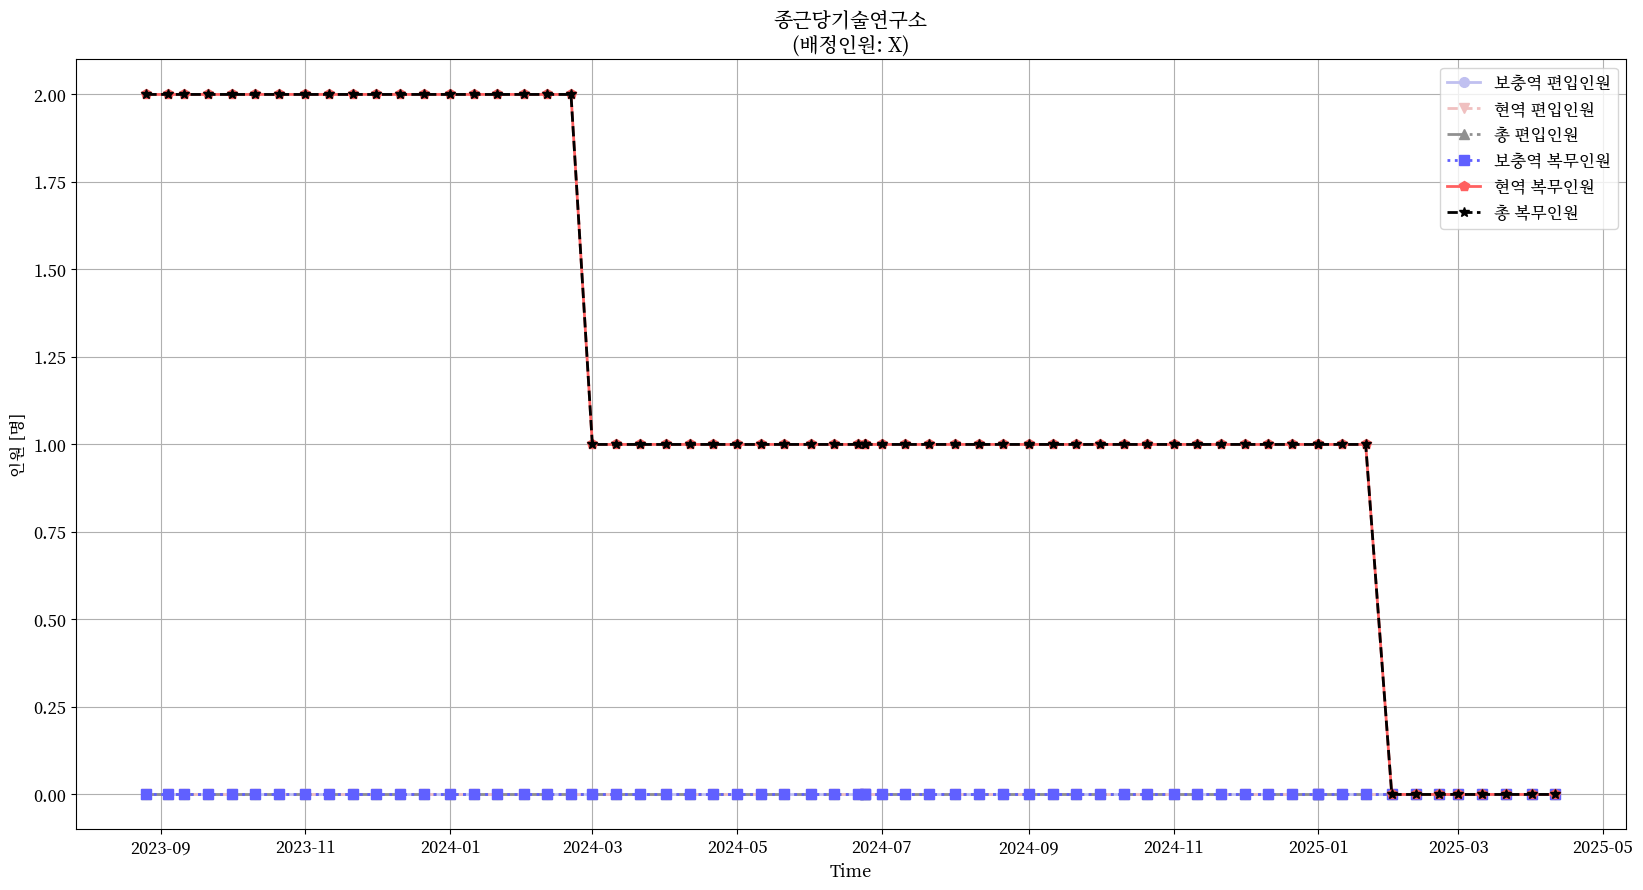 종근당기술연구소
(배정인원: X)
보충역 편입인원
현역 편입인원
총 편입인원
보충역 복무인원
현역 복무인원
총 복무인원
인원 [명]
2.00
1.75
1.50
1.25
1.00
0.75
0.50
0.25
0.00
2023-09
2023-11
2024-01
2024-03
2024-05
2024-07
2024-09
2024-11
2025-01
2025-03
2025-05
Time